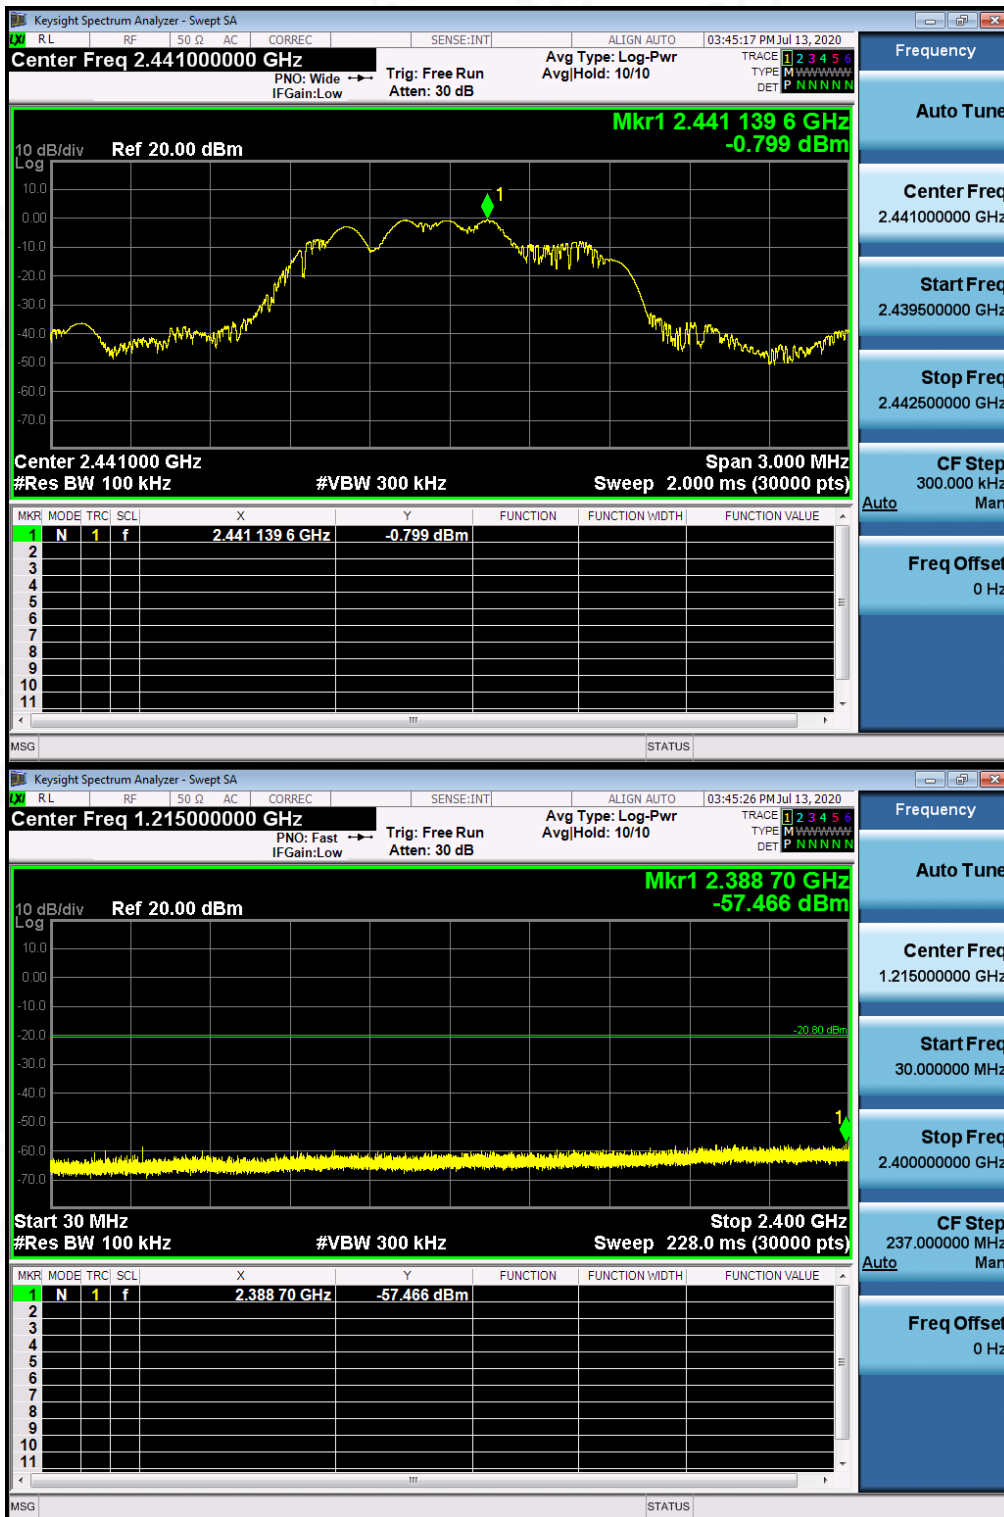 Keysight Spectrum Analyzer - Swept SA
LXI RL RF 50 Ω AC CORREC SENSE:INT ALIGN AUTO 03:45:17 PM Jul 13, 2020
Center Freq 2.441000000 GHz
Avg Type: Log-Pwr
TRACE 1 2 3 4 5 6
PNO: Wide Trig: Free Run Avg|Hold: 10/10 TYPE M WWWWW
IFGain:Low Atten: 30 dB DET P N N N N N
Mkr1 2.441 139 6 GHz
-0.799 dBm
10 dB/div Ref 20.00 dBm
Log
10.0
1
0.00
-10.0
-20.0
-30.0
-40.0
-50.0
-60.0
-70.0
Center 2.441000 GHz Span 3.000 MHz
#Res BW 100 kHz #VBW 300 kHz Sweep 2.000 ms (30000 pts)
MKR MODE TRC SCL X Y FUNCTION FUNCTION WIDTH FUNCTION VALUE
1 N 1 f 2.441 139 6 GHz -0.799 dBm
2
3
4
5
6
7
8
9
10
11
MSG STATUS
Frequency
Auto Tune
Center Freq
2.441000000 GHz
Start Freq
2.439500000 GHz
Stop Freq
2.442500000 GHz
CF Step
300.000 kHz
Auto Man
Freq Offset
0 Hz
Keysight Spectrum Analyzer - Swept SA
LXI RL RF 50 Ω AC CORREC SENSE:INT ALIGN AUTO 03:45:26 PM Jul 13, 2020
Center Freq 1.215000000 GHz
Avg Type: Log-Pwr
TRACE 1 2 3 4 5 6
PNO: Fast Trig: Free Run Avg|Hold: 10/10 TYPE M WWWWW
IFGain:Low Atten: 30 dB DET P N N N N N
Mkr1 2.388 70 GHz
-57.466 dBm
10 dB/div Ref 20.00 dBm
Log
10.0
0.00
-10.0
-20.0
-20.80 dBm
-30.0
-40.0
-50.0
1
-60.0
-70.0
Start 30 MHz Stop 2.400 GHz
#Res BW 100 kHz #VBW 300 kHz Sweep 228.0 ms (30000 pts)
MKR MODE TRC SCL X Y FUNCTION FUNCTION WIDTH FUNCTION VALUE
1 N 1 f 2.388 70 GHz -57.466 dBm
2
3
4
5
6
7
8
9
10
11
MSG STATUS
Frequency
Auto Tune
Center Freq
1.215000000 GHz
Start Freq
30.000000 MHz
Stop Freq
2.400000000 GHz
CF Step
237.000000 MHz
Auto Man
Freq Offset
0 Hz